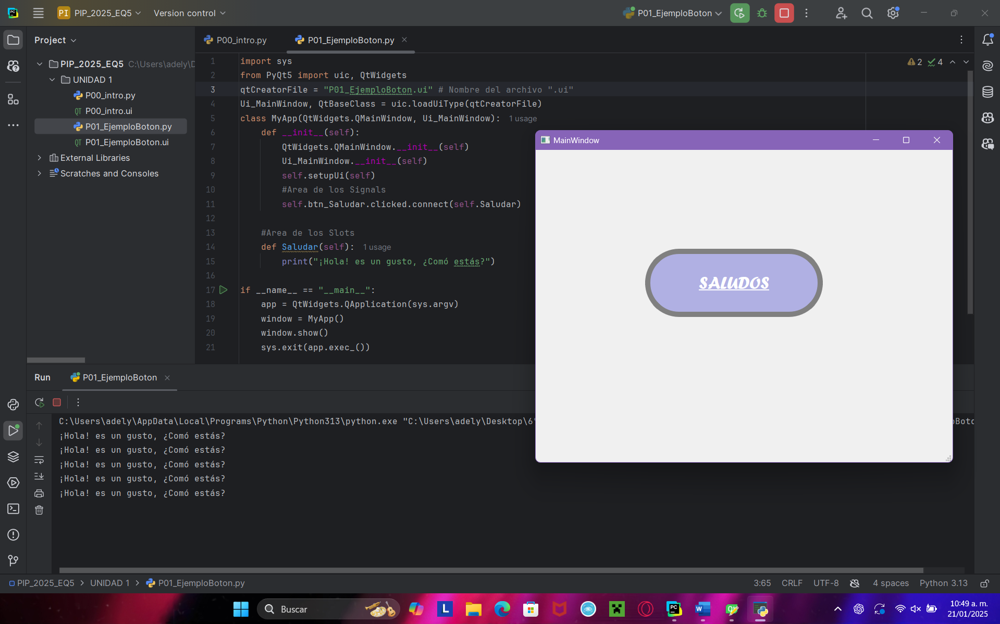 PI PIP_2025_EQ5 Version control P01_EjemploBoton
Project P00_intro.py P01_EjemploBoton.py
PIP_2025_EQ5 C:\Users\adely\D
UNIDAD 1
P00_intro.py
P00_intro.ui
P01_EjemploBoton.py
P01_EjemploBoton.ui
External Libraries
Scratches and Consoles
2 4
1 import sys
2 from PyQt5 import uic, QtWidgets
3 qtCreatorFile = "P01_EjemploBoton.ui" # Nombre del archivo ".ui"
4 Ui_MainWindow, QtBaseClass = uic.loadUiType(qtCreatorFile)
5 class MyApp(QtWidgets.QMainWindow, Ui_MainWindow): 1 usage
6 def __init__(self):
7 QtWidgets.QMainWindow.__init__(self)
8 Ui_MainWindow.__init__(self)
9 self.setupUi(self)
10 #Area de los Signals
11 self.btn_Saludar.clicked.connect(self.Saludar)
12
13 #Area de los Slots
14 def Saludar(self): 1 usage
15 print("¡Hola! es un gusto, ¿Comó estás?")
16
17 if __name__ == "__main__":
18 app = QtWidgets.QApplication(sys.argv)
19 window = MyApp()
20 window.show()
21 sys.exit(app.exec_())
MainWindow
SALUDOS
Run P01_EjemploBoton
C:\Users\adely\AppData\Local\Programs\Python\Python313\python.exe "C:\Users\adely\Desktop\6
¡Hola! es un gusto, ¿Comó estás?
¡Hola! es un gusto, ¿Comó estás?
¡Hola! es un gusto, ¿Comó estás?
¡Hola! es un gusto, ¿Comó estás?
¡Hola! es un gusto, ¿Comó estás?
PIP_2025_EQ5 > UNIDAD 1 > P01_EjemploBoton.py 3:65 CRLF UTF-8 4 spaces Python 3.13
Buscar
10:49 a. m.
21/01/2025